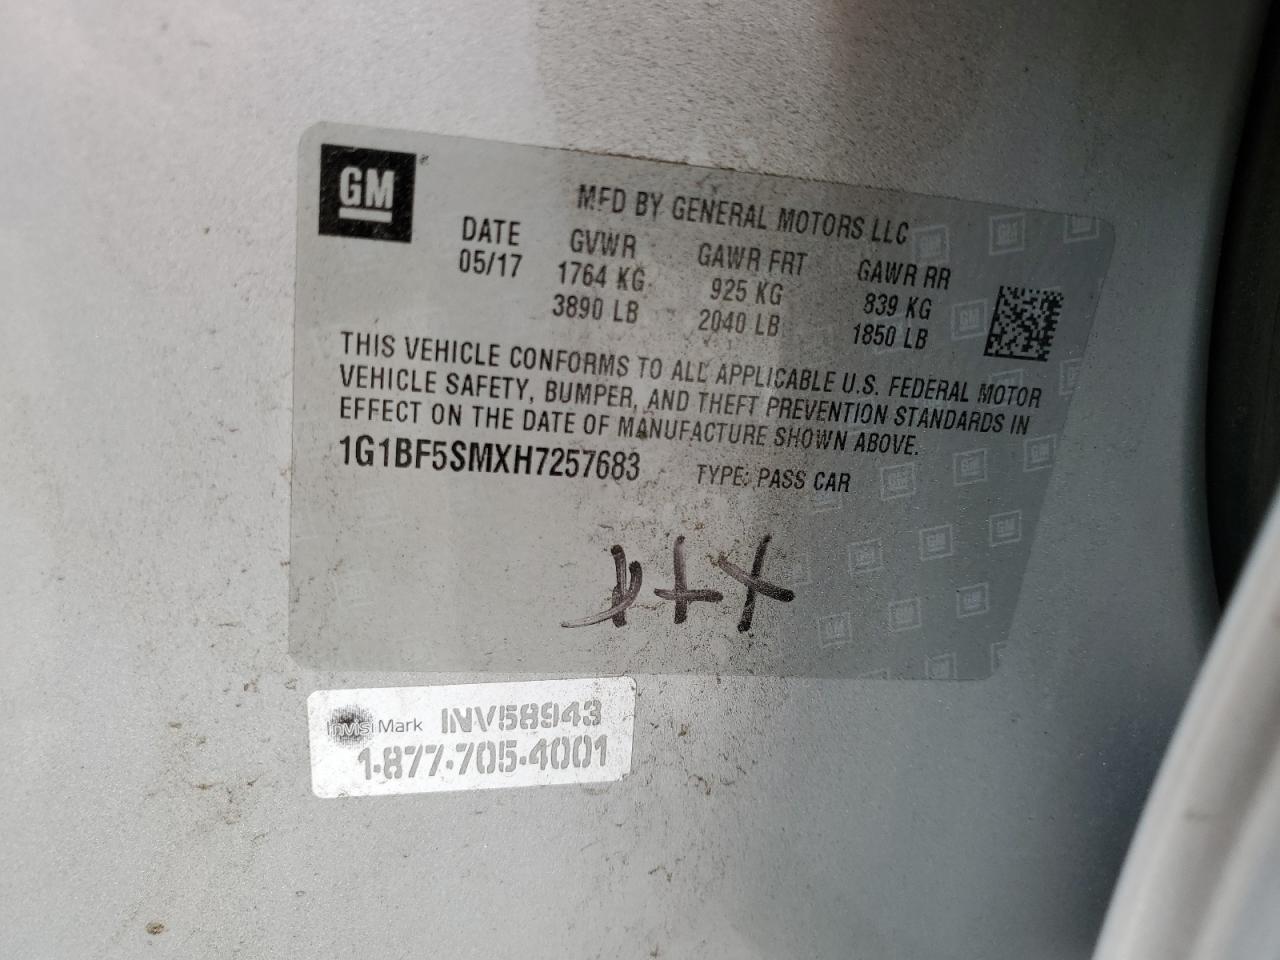 GM
MFD BY GENERAL MOTORS LLC
DATE GVWR GAWR FRT GAWR RR
05/17 1764 KG 925 KG 839 KG
3890 LB 2040 LB 1850 LB
THIS VEHICLE CONFORMS TO ALL APPLICABLE U.S. FEDERAL MOTOR
VEHICLE SAFETY, BUMPER, AND THEFT PREVENTION STANDARDS IN
EFFECT ON THE DATE OF MANUFACTURE SHOWN ABOVE.
1G1BF5SMXH7257683 TYPE: PASS CAR
InVisiMark INV58943
1-877-705-4001